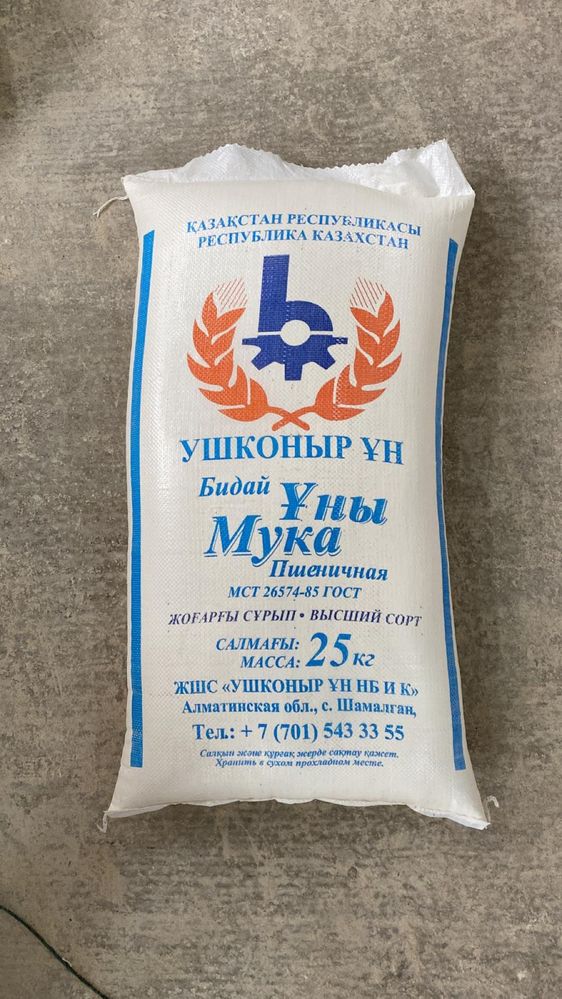 ҚАЗАҚСТАН РЕСПУБЛИКАСЫ
РЕСПУБЛИКА КАЗАХСТАН
УШКОНЫР ҰН
Бидай Ұны
Мука
Пшеничная
МСТ 26574-85 ГОСТ
ЖОҒАРҒЫ СҰРЫП • ВЫСШИЙ СОРТ
САЛМАҒЫ:
МАССА: 25 кг
ЖШС «УШКОНЫР ҰН НБ И К»
Алматинская обл., с. Шамалган,
Тел.: + 7 (701) 543 33 55
Салқын және құрғақ жерде сақтау қажет.
Хранить в сухом прохладном месте.